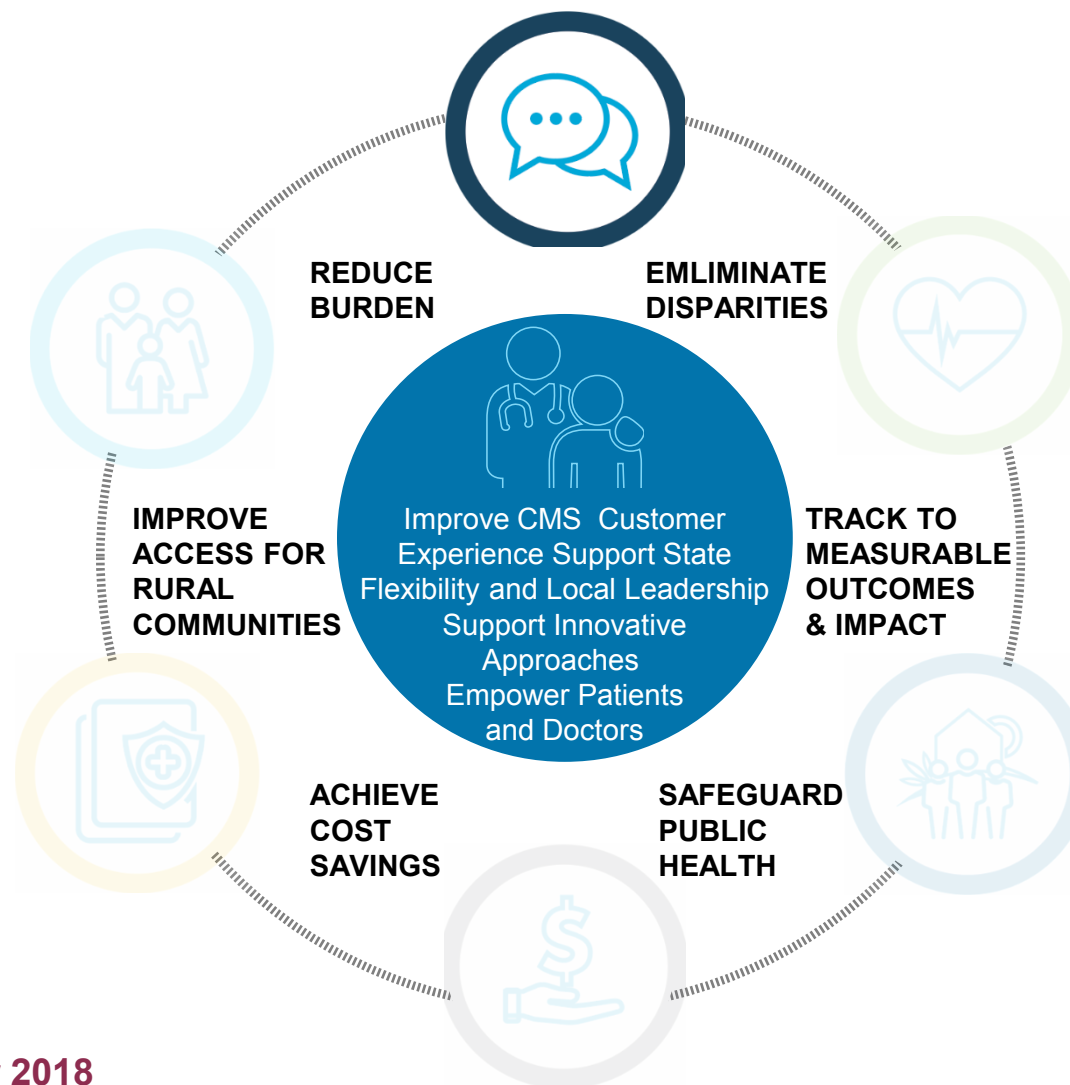 REDUCE
BURDEN
EMLIMINATE
DISPARITIES
IMPROVE
ACCESS FOR
RURAL
COMMUNITIES
Improve CMS Customer
Experience Support State
Flexibility and Local Leadership
Support Innovative
Approaches
Empower Patients
and Doctors
TRACK TO
MEASURABLE
OUTCOMES
& IMPACT
ACHIEVE
COST
SAVINGS
SAFEGUARD
PUBLIC
HEALTH
2018